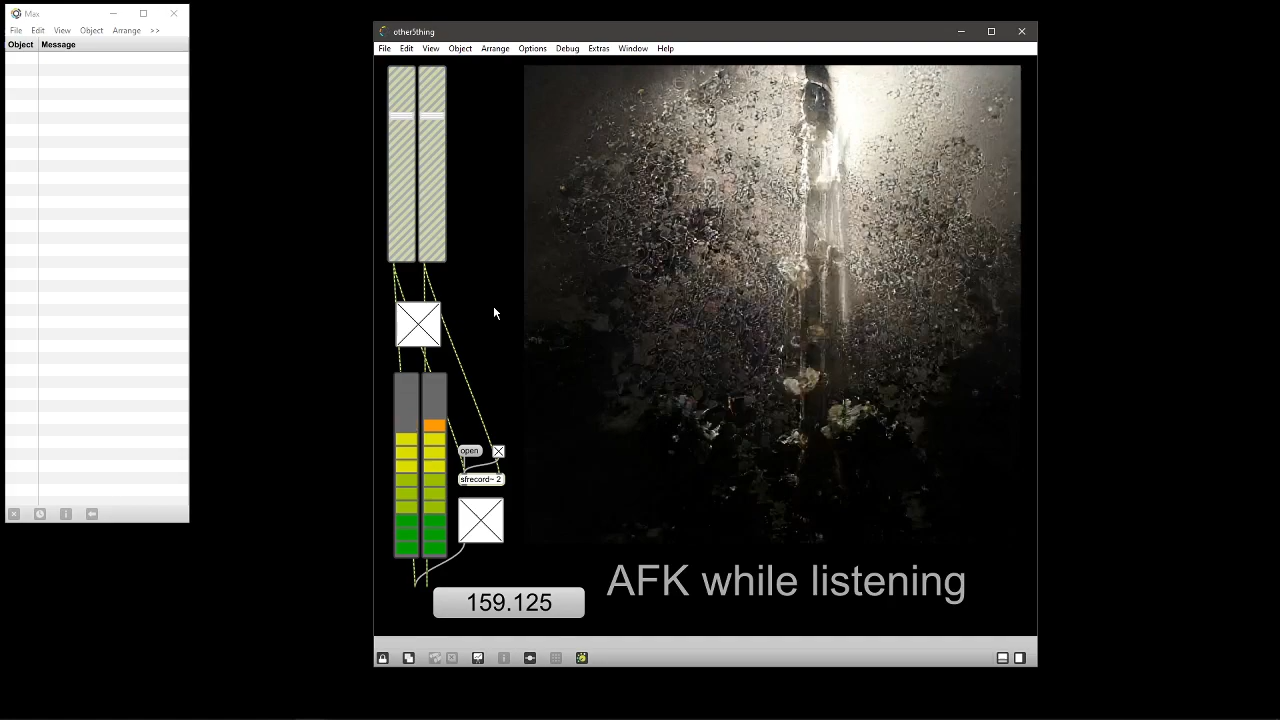 Max
File Edit View Object Arrange >>
Object Message
other5thing
File Edit View Object Arrange Options Debug Extras Window Help
open
sfrecord~ 2
AFK while listening
159.125